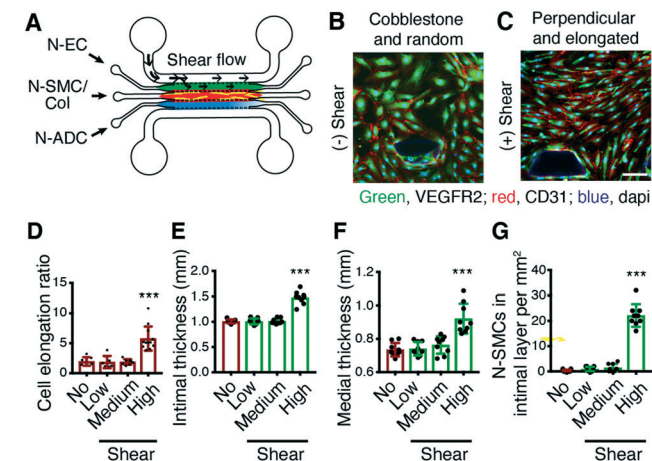 A
N-EC
Shear flow
N-SMC/
Col
N-ADC
B
Cobblestone
and random
(-) Shear
C
Perpendicular
and elongated
(+) Shear
Green, VEGFR2; red, CD31; blue, dapi
D
Cell elongation ratio
15
10
5
0
***
No
Low
Medium
High
Shear
E
Intimal thickness (mm)
2.0
1.5
1.0
0.5
***
No
Low
Medium
High
Shear
F
Medial thickness (mm)
1.2
1.0
0.8
0.6
***
No
Low
Medium
High
Shear
G
N-SMCs in
intimal layer per mm²
40
30
20
10
0
***
No
Low
Medium
High
Shear